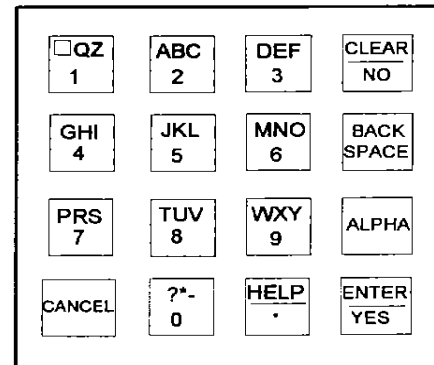 □QZ ABC DEF CLEAR
1 2 3 NO
GHI JKL MNO BACK
4 5 6 SPACE
PRS TUV WXY ALPHA
7 8 9
CANCEL ?*- HELP ENTER
0 . YES